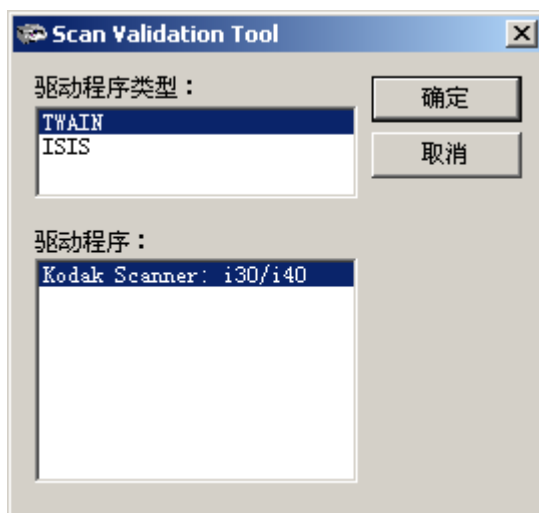 Scan Validation Tool
驱动程序类型：
确定
TWAIN
ISIS
取消
驱动程序：
Kodak Scanner: i30/i40